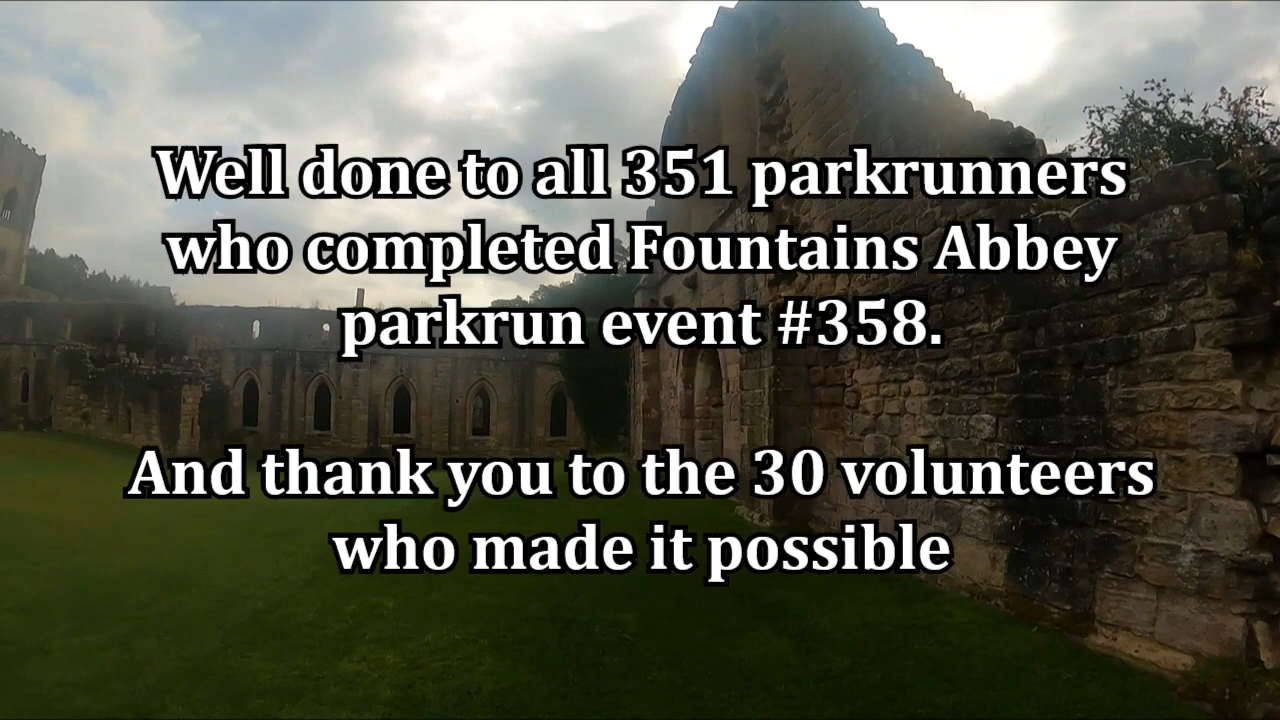 Well done to all 351 parkrunners
who completed Fountains Abbey
parkrun event #358.
And thank you to the 30 volunteers
who made it possible